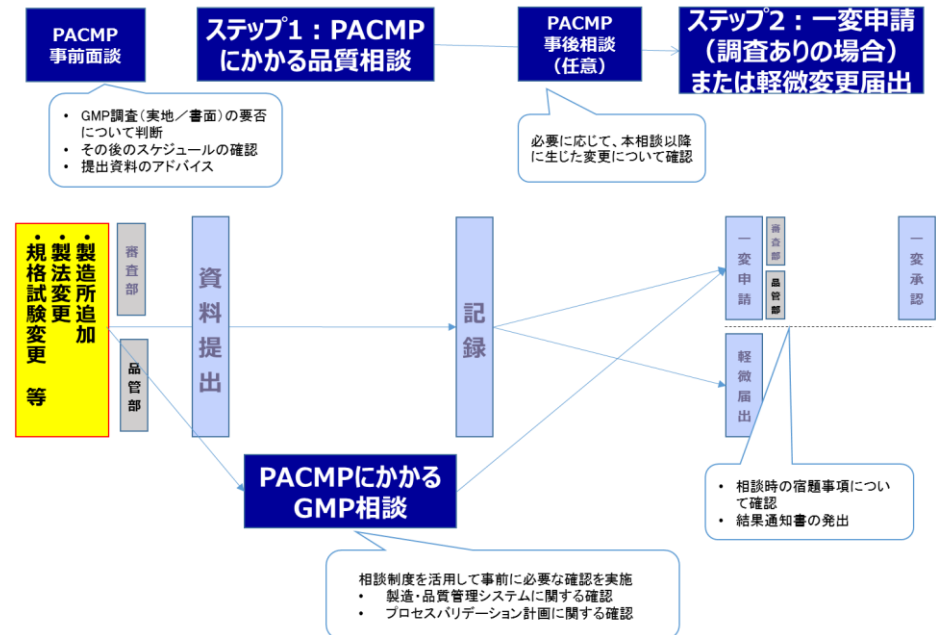 PACMP
事前面談
ステップ1：PACMP
にかかる品質相談
PACMP
事後相談
（任意）
ステップ2：一変申請
（調査ありの場合）
または軽微変更届出
• GMP調査（実地／書面）の要否
について判断
• その後のスケジュールの確認
• 提出資料のアドバイス
必要に応じて、本相談以降
に生じた変更について確認
・製造所追加
・製法変更
・規格試験変更　等
審査部
品管部
資料提出
記録
一変申請
審査部
品管部
一変承認
軽微届出
PACMPにかかる
GMP相談
• 相談時の宿題事項につい
て確認
• 結果通知書の発出
相談制度を活用して事前に必要な確認を実施
• 製造・品質管理システムに関する確認
• プロセスバリデーション計画に関する確認